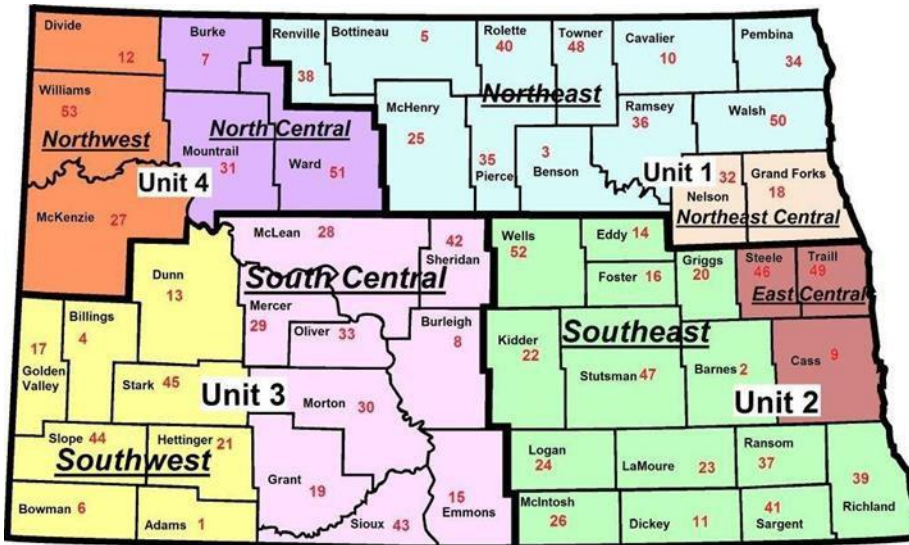 Divide
12
Burke
7
Renville
38
Bottineau
5
Rolette
40
Towner
48
Cavalier
10
Pembina
34
Williams
53
Northwest
North Central
McHenry
25
Northeast
Ramsey
36
Walsh
50
Mountrail
31
Ward
51
Unit 4
35
Pierce
3
Benson
Unit 1
32
Nelson
Grand Forks
18
Northeast Central
McKenzie
27
McLean
28
42
Sheridan
Wells
52
Eddy 14
Foster 16
Griggs
20
Steele
46
Traill
49
East Central
Dunn
13
South Central
Mercer
29
Oliver
33
Burleigh
8
Southeast
Kidder
22
Stutsman 47
Barnes 2
Cass 9
Unit 2
Billings
4
17
Golden
Valley
Stark 45
Unit 3
Morton
30
Slope 44
Hettinger
21
Southwest
Grant
19
Logan
24
LaMoure 23
Ransom
37
39
Richland
Bowman 6
Adams 1
Sioux 43
15
Emmons
McIntosh
26
Dickey 11
41
Sargent